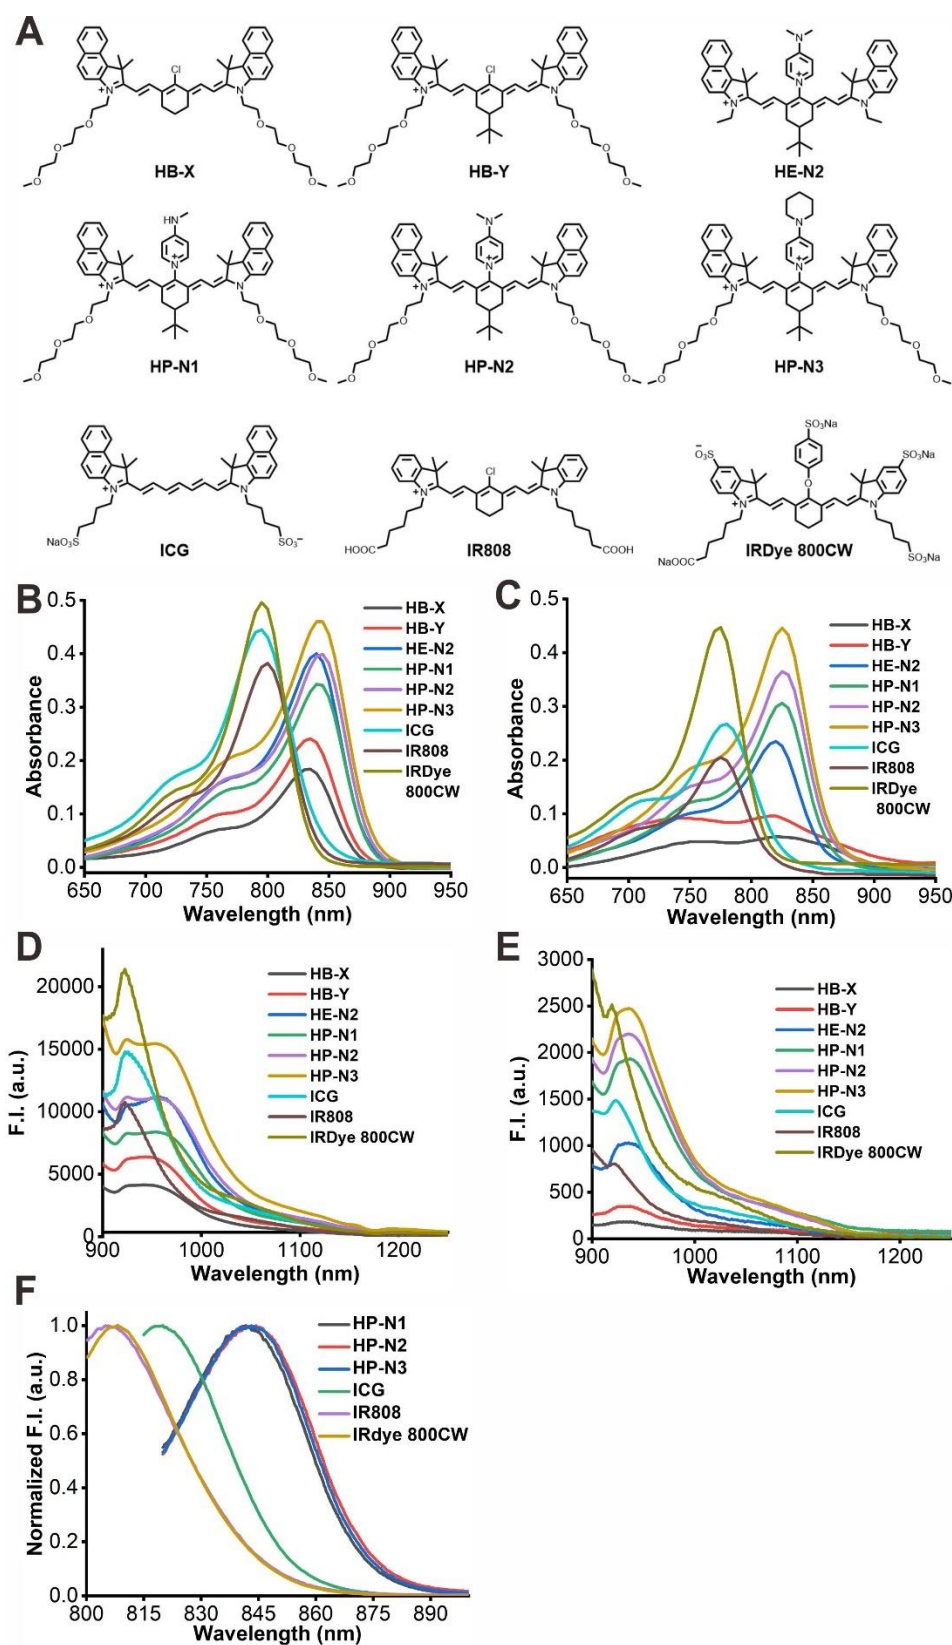 A
Cl
N
+
N
O
O
O
O
O
O
HB-X
Cl
N
+
N
O
O
O
O
O
O
HB-Y
N
N
+
N
+
N
HE-N2
HN
N
+
N
+
N
O
O
O
O
O
O
HP-N1
N
N
+
N
+
N
O
O
O
O
O
O
HP-N2
N
N
+
N
+
N
O
O
O
O
O
O
HP-N3
N
+
N
NaO₃S
SO₃⁻
ICG
Cl
N
+
N
HOOC
COOH
IR808
SO₃Na
⁻O₃S
SO₃Na
O
N
+
N
NaOOC
SO₃Na
IRDye 800CW
B
0.5
0.4
0.3
0.2
0.1
0.0
Absorbance
HB-X
HB-Y
HE-N2
HP-N1
HP-N2
HP-N3
ICG
IR808
IRDye
800CW
650 700 750 800 850 900 950
Wavelength (nm)
C
0.5
0.4
0.3
0.2
0.1
0.0
Absorbance
HB-X
HB-Y
HE-N2
HP-N1
HP-N2
HP-N3
ICG
IR808
IRDye
800CW
650 700 750 800 850 900 950
Wavelength (nm)
D
20000
15000
10000
5000
0
F.I. (a.u.)
HB-X
HB-Y
HE-N2
HP-N1
HP-N2
HP-N3
ICG
IR808
IRDye 800CW
900 1000 1100 1200
Wavelength (nm)
E
3000
2500
2000
1500
1000
500
0
F.I. (a.u.)
HB-X
HB-Y
HE-N2
HP-N1
HP-N2
HP-N3
ICG
IR808
IRDye 800CW
900 1000 1100 1200
Wavelength (nm)
F
1.0
0.8
0.6
0.4
0.2
0.0
Normalized F.I. (a.u.)
HP-N1
HP-N2
HP-N3
ICG
IR808
IRdye 800CW
800 815 830 845 860 875 890
Wavelength (nm)